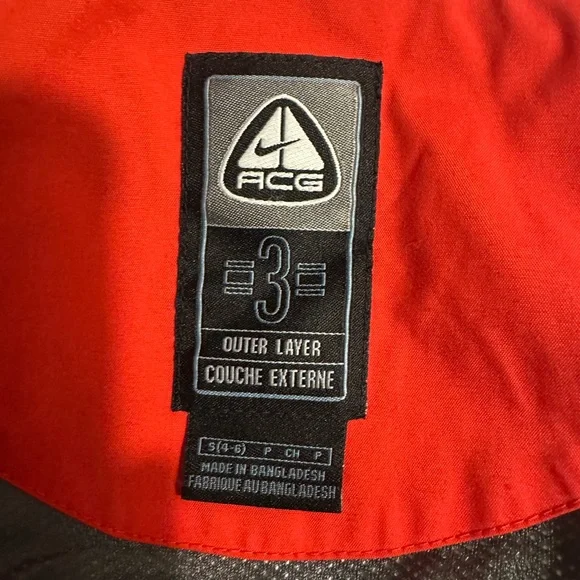 ACG
3
OUTER LAYER
COUCHE EXTERNE
S(4-6) P CH P
MADE IN BANGLADESH
FABRIQUE AU BANGLADESH